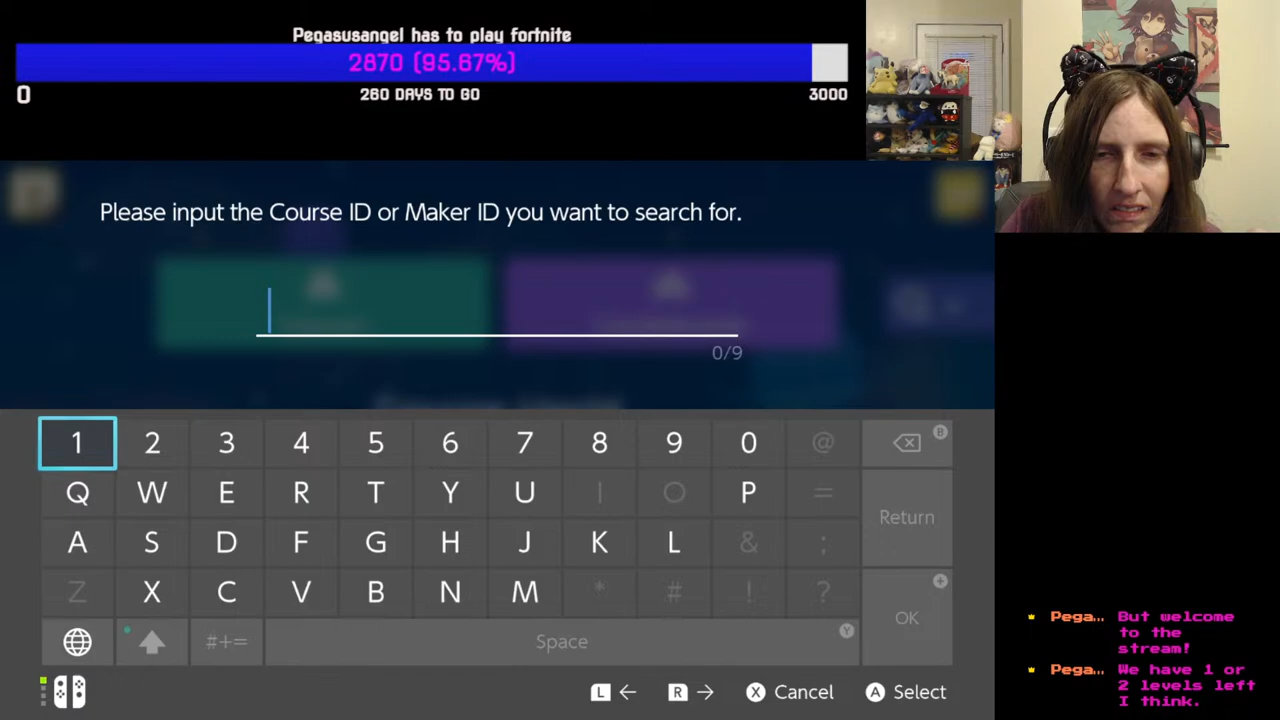 Pegasusangel has to play fortnite
2870 (95.67%)
0
260 DAYS TO GO
3000
Please input the Course ID or Maker ID you want to search for.
0/9
1 2 3 4 5 6 7 8 9 0 @
B
Q W E R T Y U I O P =
Return
A S D F G H J K L & ;
Z X C V B N M * # ! ?
+
OK
#+=
Space
Y
L ← R → X Cancel A Select
Pega… But welcome
to the
stream!
Pega… We have 1 or
2 levels left
I think.